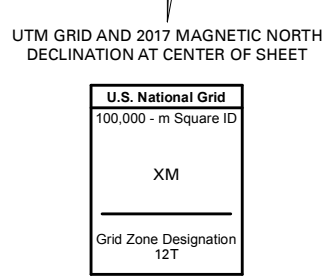 UTM GRID AND 2017 MAGNETIC NORTH
DECLINATION AT CENTER OF SHEET
U.S. National Grid
100,000 - m Square ID
XM
Grid Zone Designation
12T